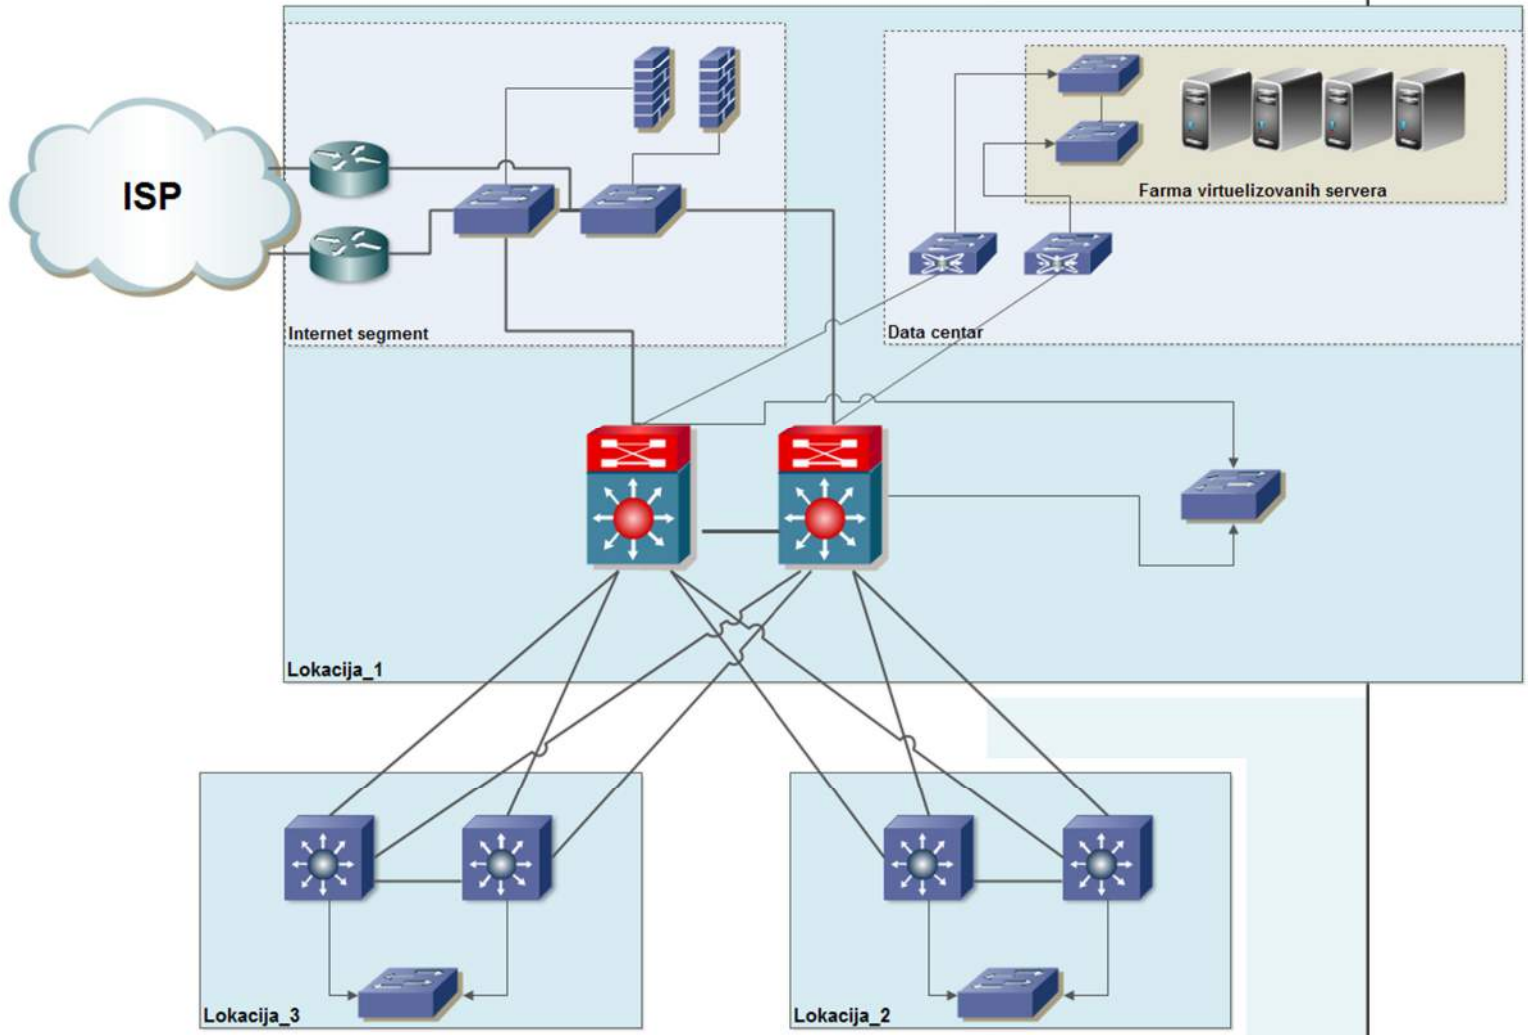 ISP
Farma virtuelizovanih servera
Internet segment
Data centar
Lokacija_1
Lokacija_3
Lokacija_2